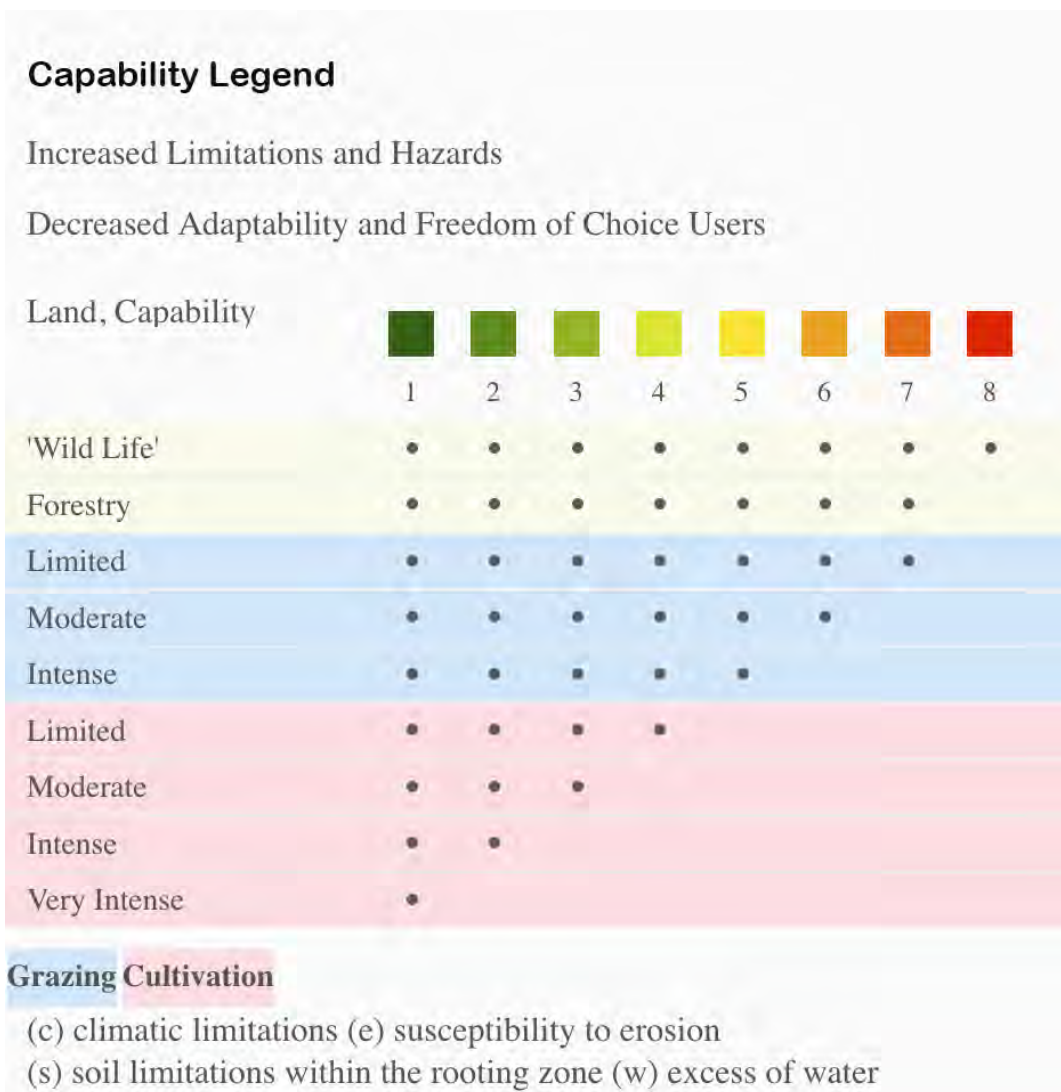 Capability Legend
Increased Limitations and Hazards
Decreased Adaptability and Freedom of Choice Users
Land, Capability
1 2 3 4 5 6 7 8
'Wild Life' • • • • • • • •
Forestry • • • • • • •
Limited • • • • • • •
Moderate • • • • • •
Intense • • • • •
Limited • • • •
Moderate • • •
Intense • •
Very Intense •
Grazing Cultivation
(c) climatic limitations (e) susceptibility to erosion
(s) soil limitations within the rooting zone (w) excess of water